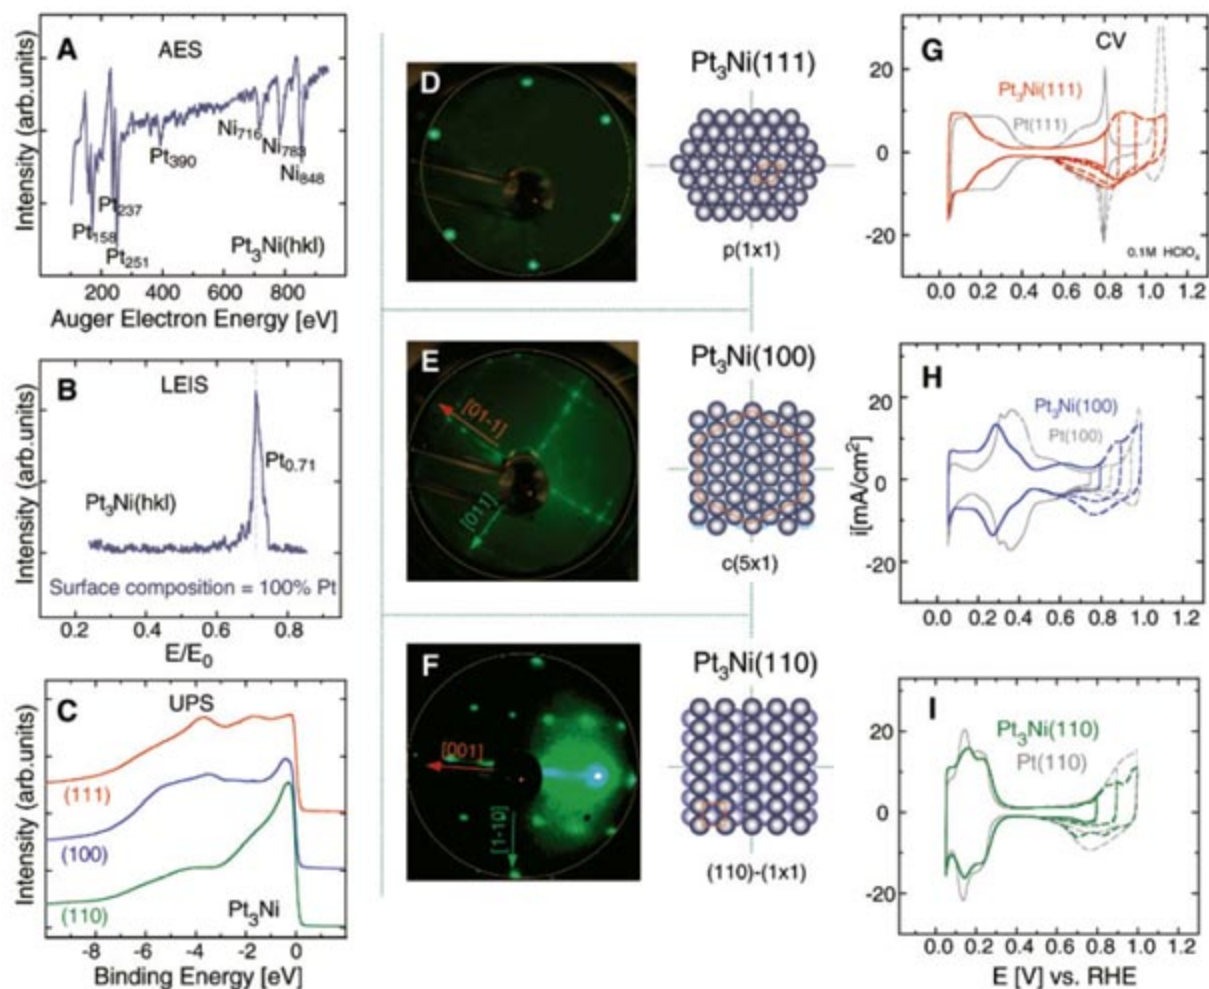 A
AES
Intensity (arb.units)
Pt158
Pt237
Pt251
Pt390
Ni716
Ni783
Ni848
Pt3Ni(hkl)
200 400 600 800
Auger Electron Energy [eV]
B
LEIS
Intensity (arb.units)
Pt0.71
Pt3Ni(hkl)
Surface composition = 100% Pt
0.2 0.4 0.6 0.8
E/E0
C
UPS
Intensity (arb.units)
(111)
(100)
(110)
Pt3Ni
-8 -6 -4 -2 0
Binding Energy [eV]
D
Pt3Ni(111)
p(1x1)
E
[01-1]
[011]
Pt3Ni(100)
c(5x1)
F
[001]
[1-10]
Pt3Ni(110)
(110)-(1x1)
G
CV
Pt3Ni(111)
Pt(111)
20
0
-20
0.1M HClO4
0.0 0.2 0.4 0.6 0.8 1.0 1.2
H
Pt3Ni(100)
Pt(100)
i[mA/cm2]
20
0
-20
0.0 0.2 0.4 0.6 0.8 1.0 1.2
I
Pt3Ni(110)
Pt(110)
20
0
-20
0.0 0.2 0.4 0.6 0.8 1.0 1.2
E [V] vs. RHE